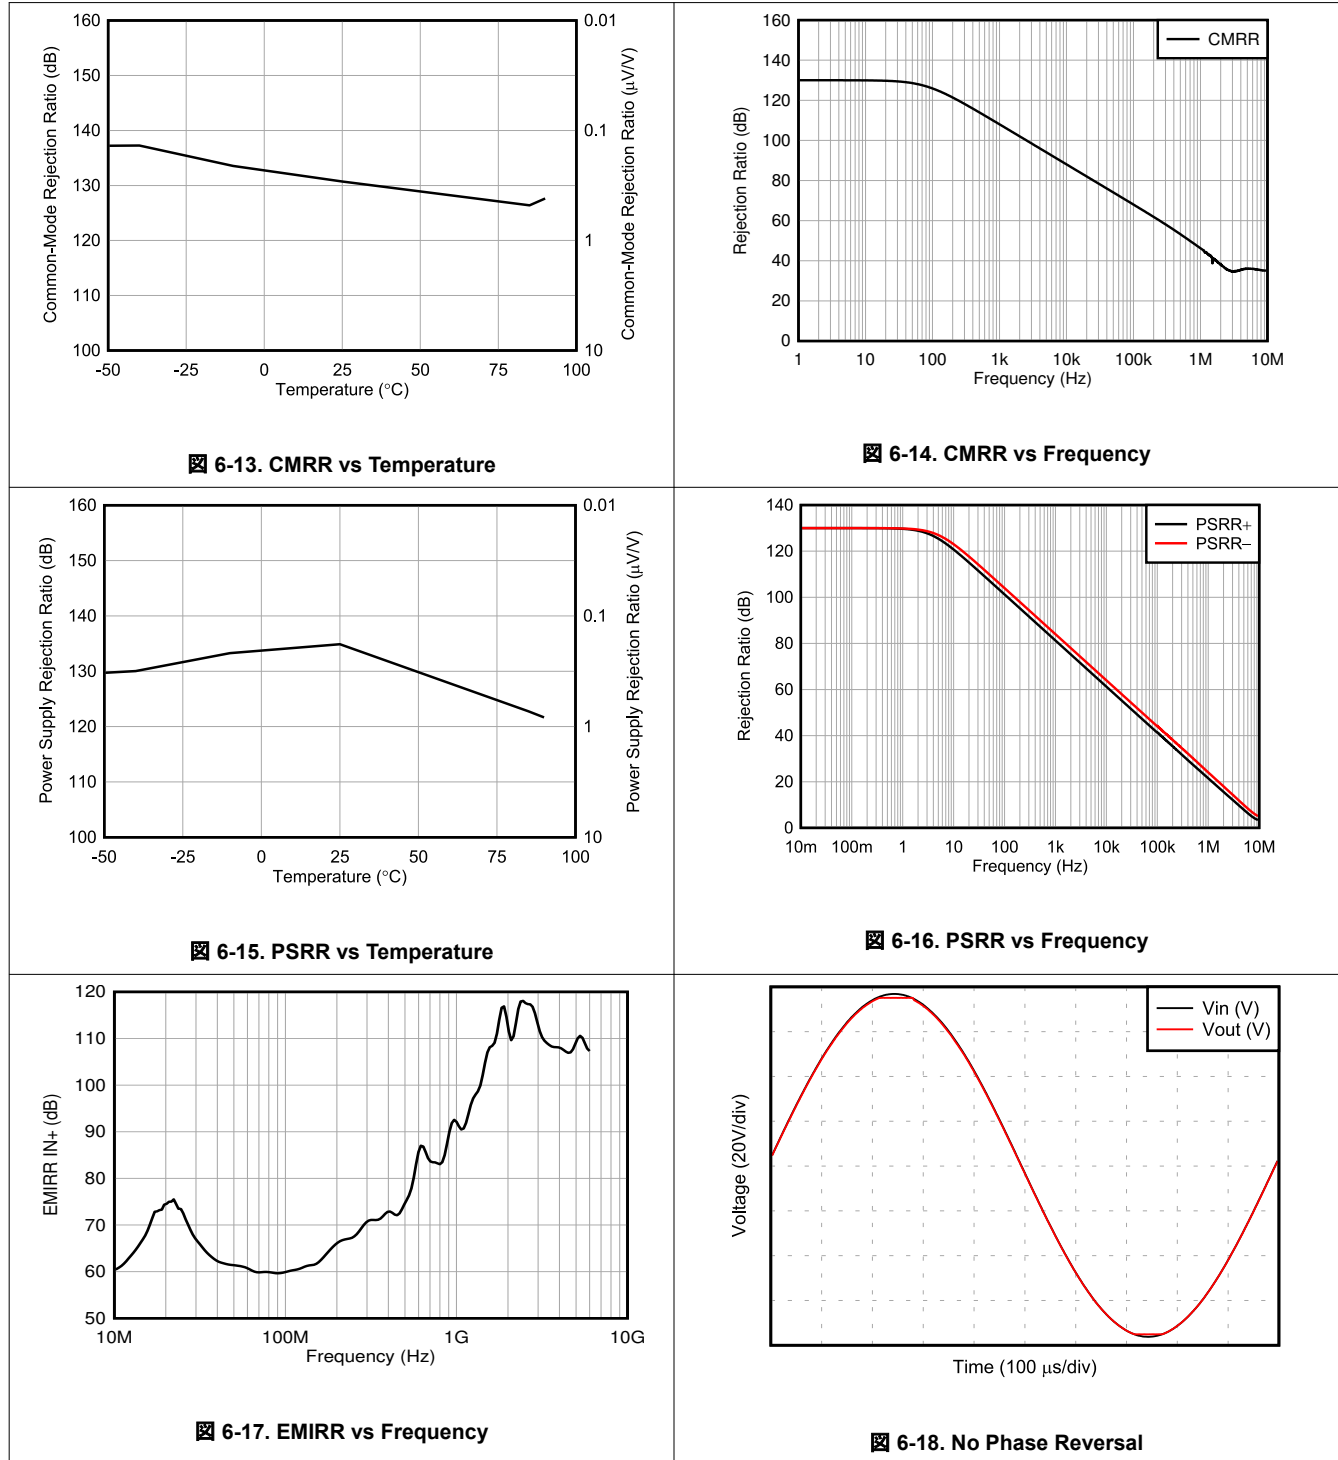 160
150
140
130
120
110
100
0.01
0.1
1
10
-50
-25
0
25
50
75
100
Common-Mode Rejection Ratio (dB)
Common-Mode Rejection Ratio (µV/V)
Temperature (°C)
図 6-13. CMRR vs Temperature
160
140
120
100
80
60
40
20
0
1
10
100
1k
10k
100k
1M
10M
Rejection Ratio (dB)
Frequency (Hz)
CMRR
図 6-14. CMRR vs Frequency
160
150
140
130
120
110
100
0.01
0.1
1
10
-50
-25
0
25
50
75
100
Power Supply Rejection Ratio (dB)
Power Supply Rejection Ratio (µV/V)
Temperature (°C)
図 6-15. PSRR vs Temperature
140
120
100
80
60
40
20
0
10m
100m
1
10
100
1k
10k
100k
1M
10M
Rejection Ratio (dB)
Frequency (Hz)
PSRR+
PSRR−
図 6-16. PSRR vs Frequency
120
110
100
90
80
70
60
50
10M
100M
1G
10G
EMIRR IN+ (dB)
Frequency (Hz)
図 6-17. EMIRR vs Frequency
Vin (V)
Vout (V)
Voltage (20V/div)
Time (100 µs/div)
図 6-18. No Phase Reversal